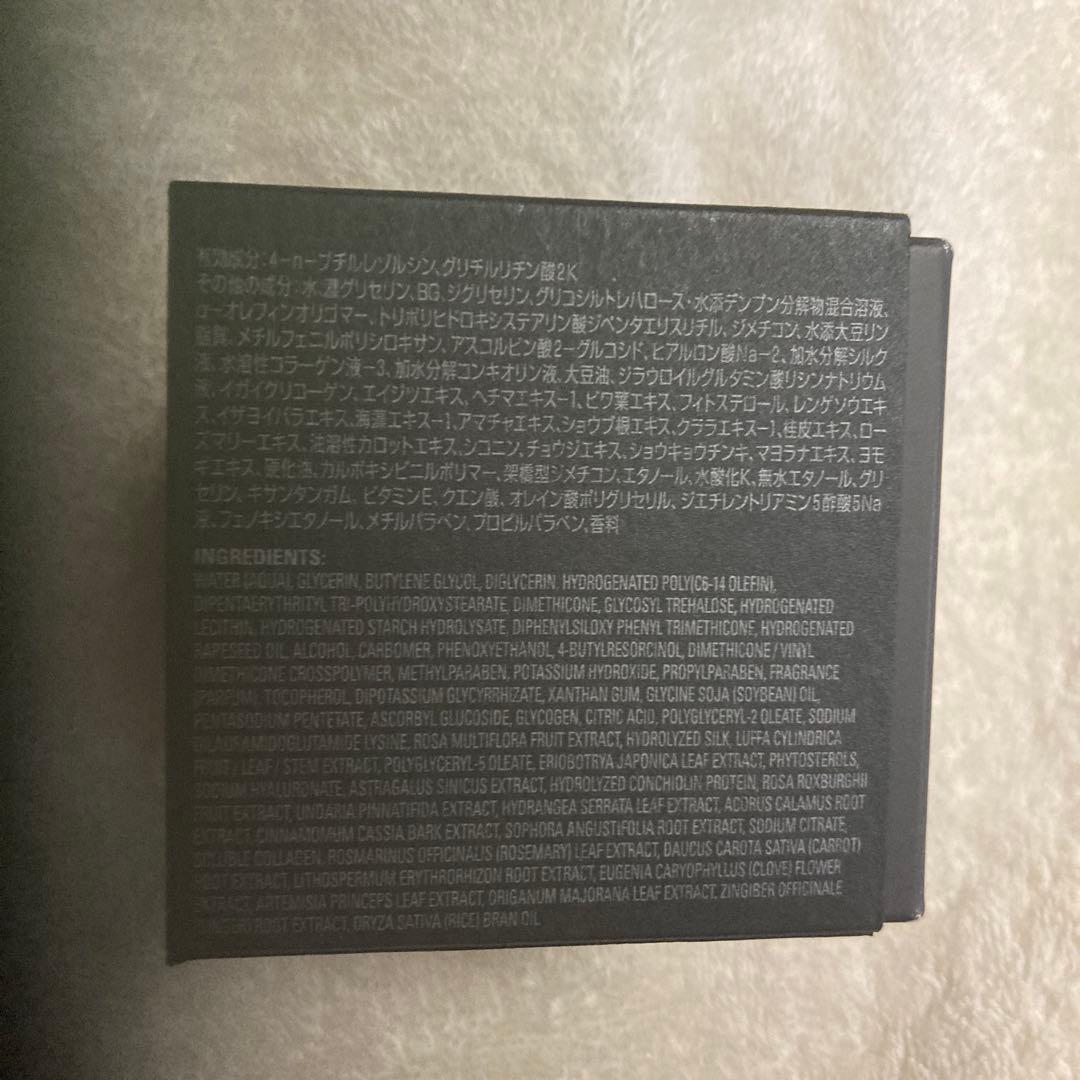 有効成分：4-n-ブチルレゾルシン、グリチルリチン酸2K
その他の成分：水、濃グリセリン、BG、ジグリセリン、グリコシルトレハロース・水添デンプン分解物混合溶液、
α-オレフィンオリゴマー、トリポリヒドロキシステアリン酸ジペンタエリスリチル、ジメチコン、水添大豆リン
脂質、メチルフェニルポリシロキサン、アスコルビン酸2-グルコシド、ヒアルロン酸Na-2、加水分解シルク
液、水溶性コラーゲン液-3、加水分解コンキオリン液、大豆油、ジラウロイルグルタミン酸リシンナトリウム
液、イガイグリコーゲン、エイジツエキス、ヘチマエキス-1、ビワ葉エキス、フィトステロール、レンゲソウエキ
ス、イザヨイバラエキス、海藻エキス-1、アマチャエキス、ショウブ根エキス、クララエキス-1、桂皮エキス、ロー
ズマリーエキス、油溶性カロットエキス、シコニン、チョウジエキス、ショウキョウチンキ、マヨラナエキス、ヨモ
ギエキス、硬化油、カルボキシビニルポリマー、架橋型ジメチコン、エタノール、水酸化K、無水エタノール、グリ
セリン、キサンタンガム、ビタミンE、クエン酸、オレイン酸ポリグリセリル、ジエチレントリアミン5酢酸5Na
液、フェノキシエタノール、メチルパラベン、プロピルパラベン、香料
INGREDIENTS:
WATER (AQUA), GLYCERIN, BUTYLENE GLYCOL, DIGLYCERIN, HYDROGENATED POLY(C6-14 OLEFIN),
DIPENTAERYTHRITYL TRI-POLYHYDROXYSTEARATE, DIMETHICONE, GLYCOSYL TREHALOSE, HYDROGENATED
LECITHIN, HYDROGENATED STARCH HYDROLYSATE, DIPHENYLSILOXY PHENYL TRIMETHICONE, HYDROGENATED
RAPESEED OIL, ALCOHOL, CARBOMER, PHENOXYETHANOL, 4-BUTYLRESORCINOL, DIMETHICONE / VINYL
DIMETHICONE CROSSPOLYMER, METHYLPARABEN, POTASSIUM HYDROXIDE, PROPYLPARABEN, FRAGRANCE
(PARFUM), TOCOPHEROL, DIPOTASSIUM GLYCYRRHIZATE, XANTHAN GUM, GLYCINE SOJA (SOYBEAN) OIL,
PENTASODIUM PENTETATE, ASCORBYL GLUCOSIDE, GLYCOGEN, CITRIC ACID, POLYGLYCERYL-2 OLEATE, SODIUM
DILAURAMIDOGLUTAMIDE LYSINE, ROSA MULTIFLORA FRUIT EXTRACT, HYDROLYZED SILK, LUFFA CYLINDRICA
FRUIT / LEAF / STEM EXTRACT, POLYGLYCERYL-5 OLEATE, ERIOBOTRYA JAPONICA LEAF EXTRACT, PHYTOSTEROLS,
SODIUM HYALURONATE, ASTRAGALUS SINICUS EXTRACT, HYDROLYZED CONCHIOLIN PROTEIN, ROSA ROXBURGHII
FRUIT EXTRACT, UNDARIA PINNATIFIDA EXTRACT, HYDRANGEA SERRATA LEAF EXTRACT, ACORUS CALAMUS ROOT
EXTRACT, CINNAMOMUM CASSIA BARK EXTRACT, SOPHORA ANGUSTIFOLIA ROOT EXTRACT, SODIUM CITRATE,
SOLUBLE COLLAGEN, ROSMARINUS OFFICINALIS (ROSEMARY) LEAF EXTRACT, DAUCUS CAROTA SATIVA (CARROT)
ROOT EXTRACT, LITHOSPERMUM ERYTHRORHIZON ROOT EXTRACT, EUGENIA CARYOPHYLLUS (CLOVE) FLOWER
EXTRACT, ARTEMISIA PRINCEPS LEAF EXTRACT, ORIGANUM MAJORANA LEAF EXTRACT, ZINGIBER OFFICINALE
(GINGER) ROOT EXTRACT, ORYZA SATIVA (RICE) BRAN OIL